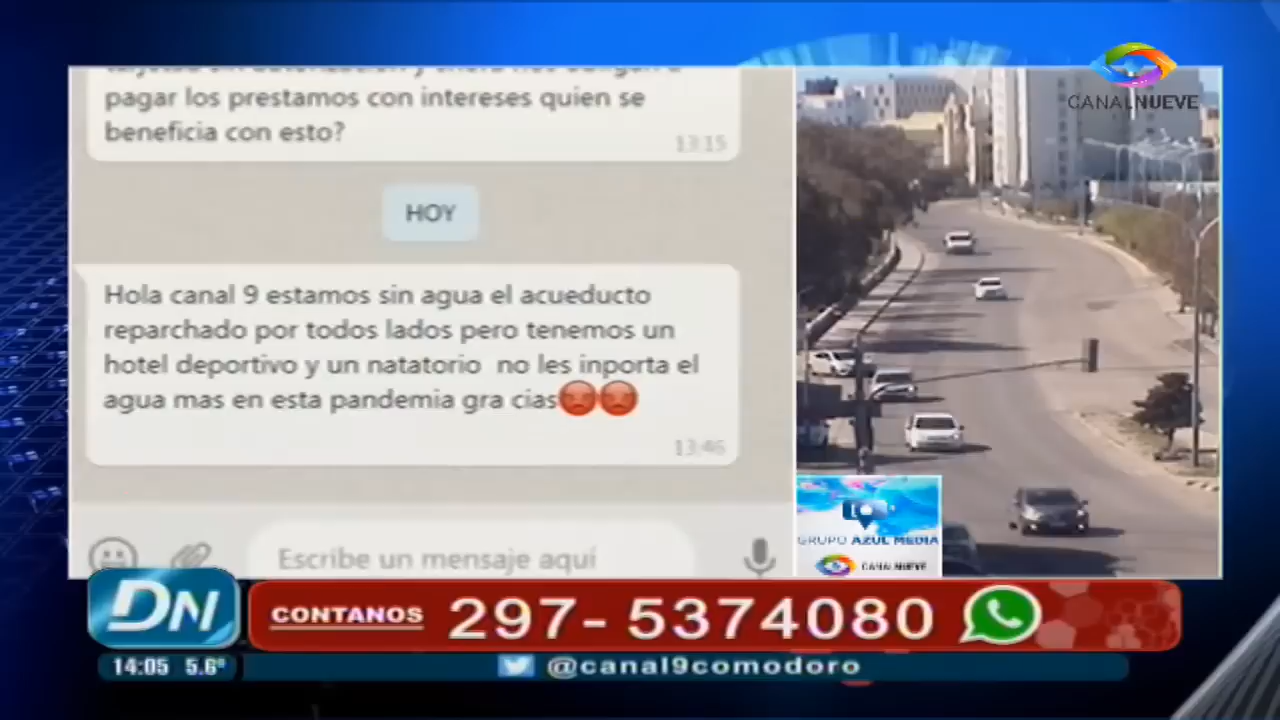 pagar los prestamos con intereses quien se
beneficia con esto?
13:15
HOY
Hola canal 9 estamos sin agua el acueducto
reparchado por todos lados pero tenemos un
hotel deportivo y un natatorio no les inporta el
agua mas en esta pandemia gra cias
13:46
Escribe un mensaje aquí
CANALNUEVE
GRUPO AZUL MEDIA
CANALNUEVE
DN
CONTANOS 297-5374080
14:05 5.6°
@canal9comodoro